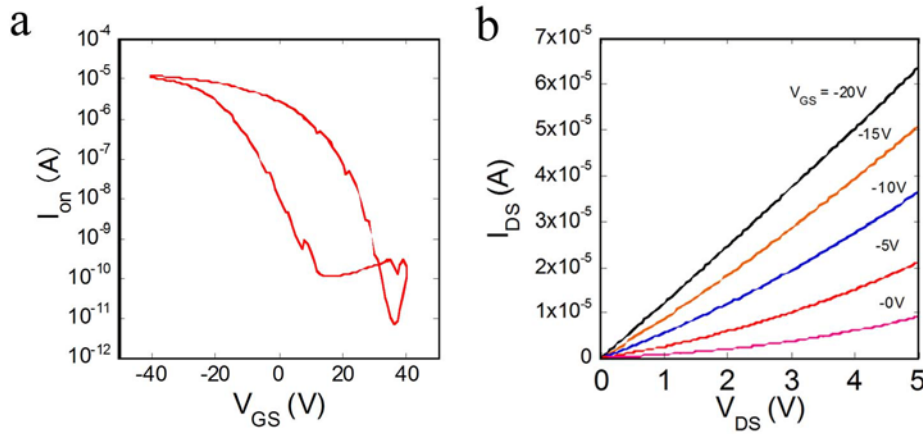 a
I_on (A)
10^-4
10^-5
10^-6
10^-7
10^-8
10^-9
10^-10
10^-11
10^-12
-40
-20
0
20
40
V_GS (V)
b
I_DS (A)
7x10^-5
6x10^-5
5x10^-5
4x10^-5
3x10^-5
2x10^-5
1x10^-5
0
V_GS = -20V
-15V
-10V
-5V
-0V
0
1
2
3
4
5
V_DS (V)